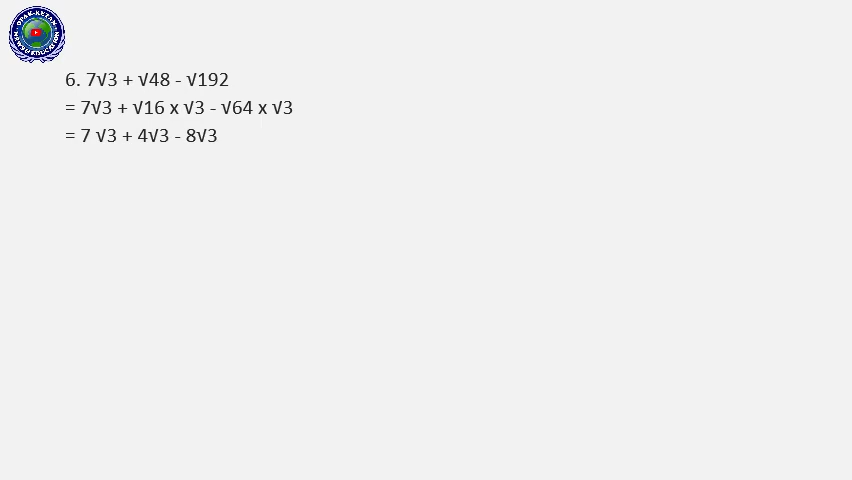 6. 7√3 + √48 - √192
= 7√3 + √16 x √3 - √64 x √3
= 7 √3 + 4√3 - 8√3